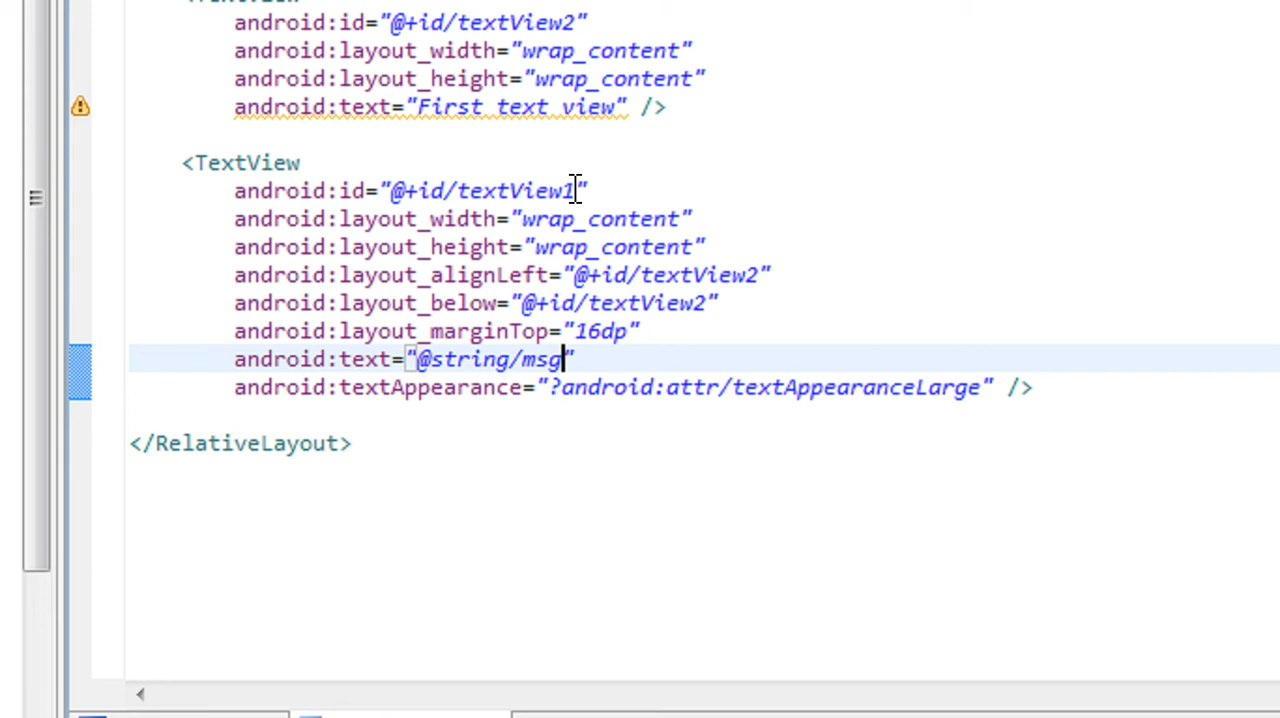 android:id="@+id/textView2"
android:layout_width="wrap_content"
android:layout_height="wrap_content"
android:text="First text view" />
<TextView
android:id="@+id/textView1"
android:layout_width="wrap_content"
android:layout_height="wrap_content"
android:layout_alignLeft="@+id/textView2"
android:layout_below="@+id/textView2"
android:layout_marginTop="16dp"
android:text="@string/msg"
android:textAppearance="?android:attr/textAppearanceLarge" />
</RelativeLayout>